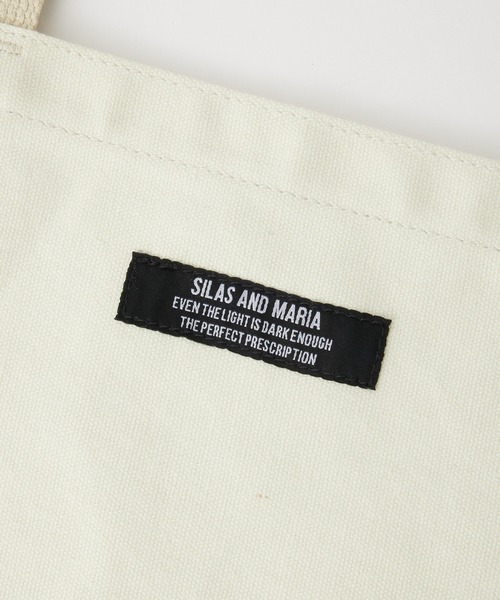 SILAS AND MARIA
EVEN THE LIGHT IS DARK ENOUGH
THE PERFECT PRESCRIPTION